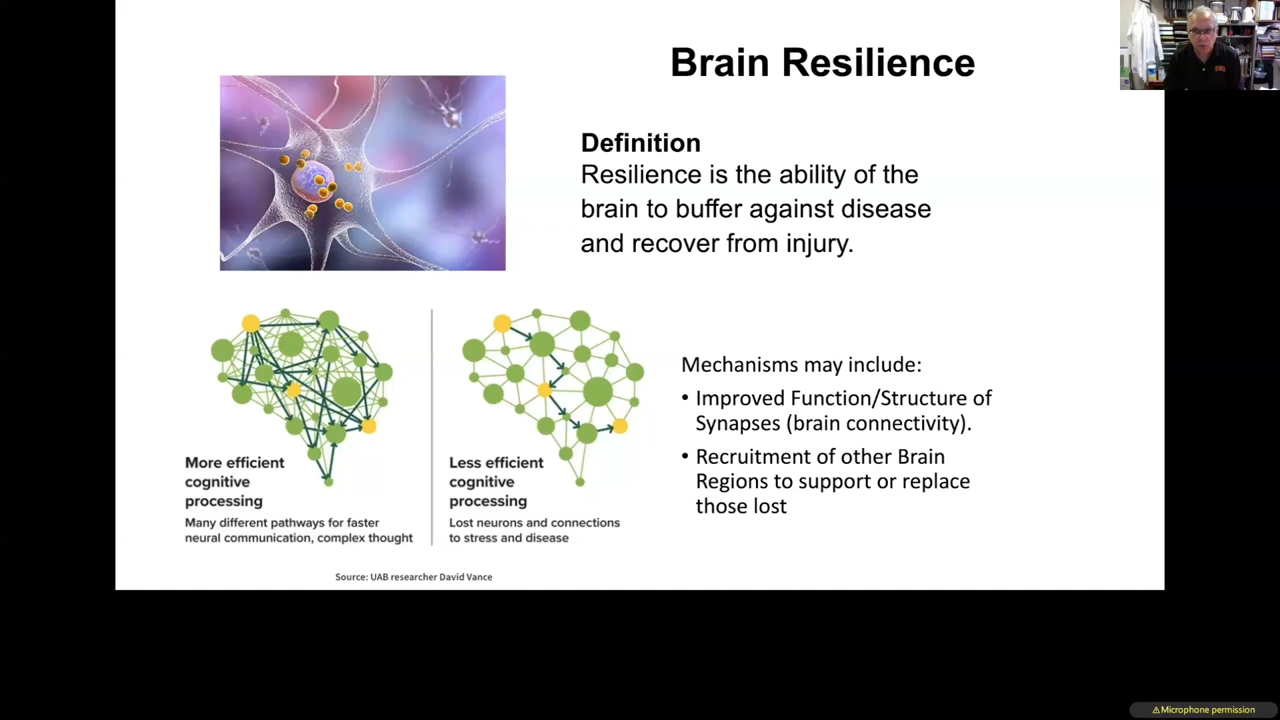 Brain Resilience
Definition
Resilience is the ability of the
brain to buffer against disease
and recover from injury.
More efficient
cognitive
processing
Many different pathways for faster
neural communication, complex thought
Less efficient
cognitive
processing
Lost neurons and connections
to stress and disease
Source: UAB researcher David Vance
Mechanisms may include:
• Improved Function/Structure of
Synapses (brain connectivity).
• Recruitment of other Brain
Regions to support or replace
those lost
⚠Microphone permission